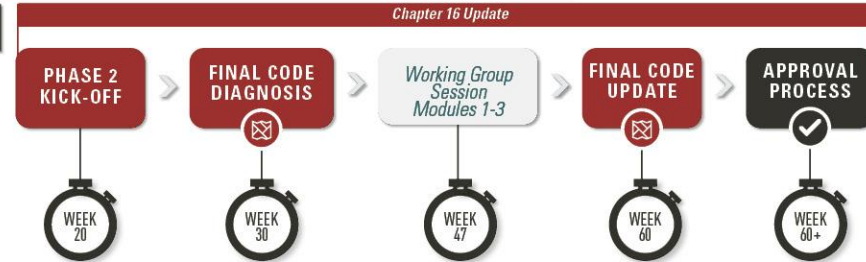 Chapter 16 Update
PHASE 2
KICK-OFF
FINAL CODE
DIAGNOSIS
Working Group
Session
Modules 1-3
FINAL CODE
UPDATE
APPROVAL
PROCESS
WEEK
20
WEEK
30
WEEK
47
WEEK
60
WEEK
60+